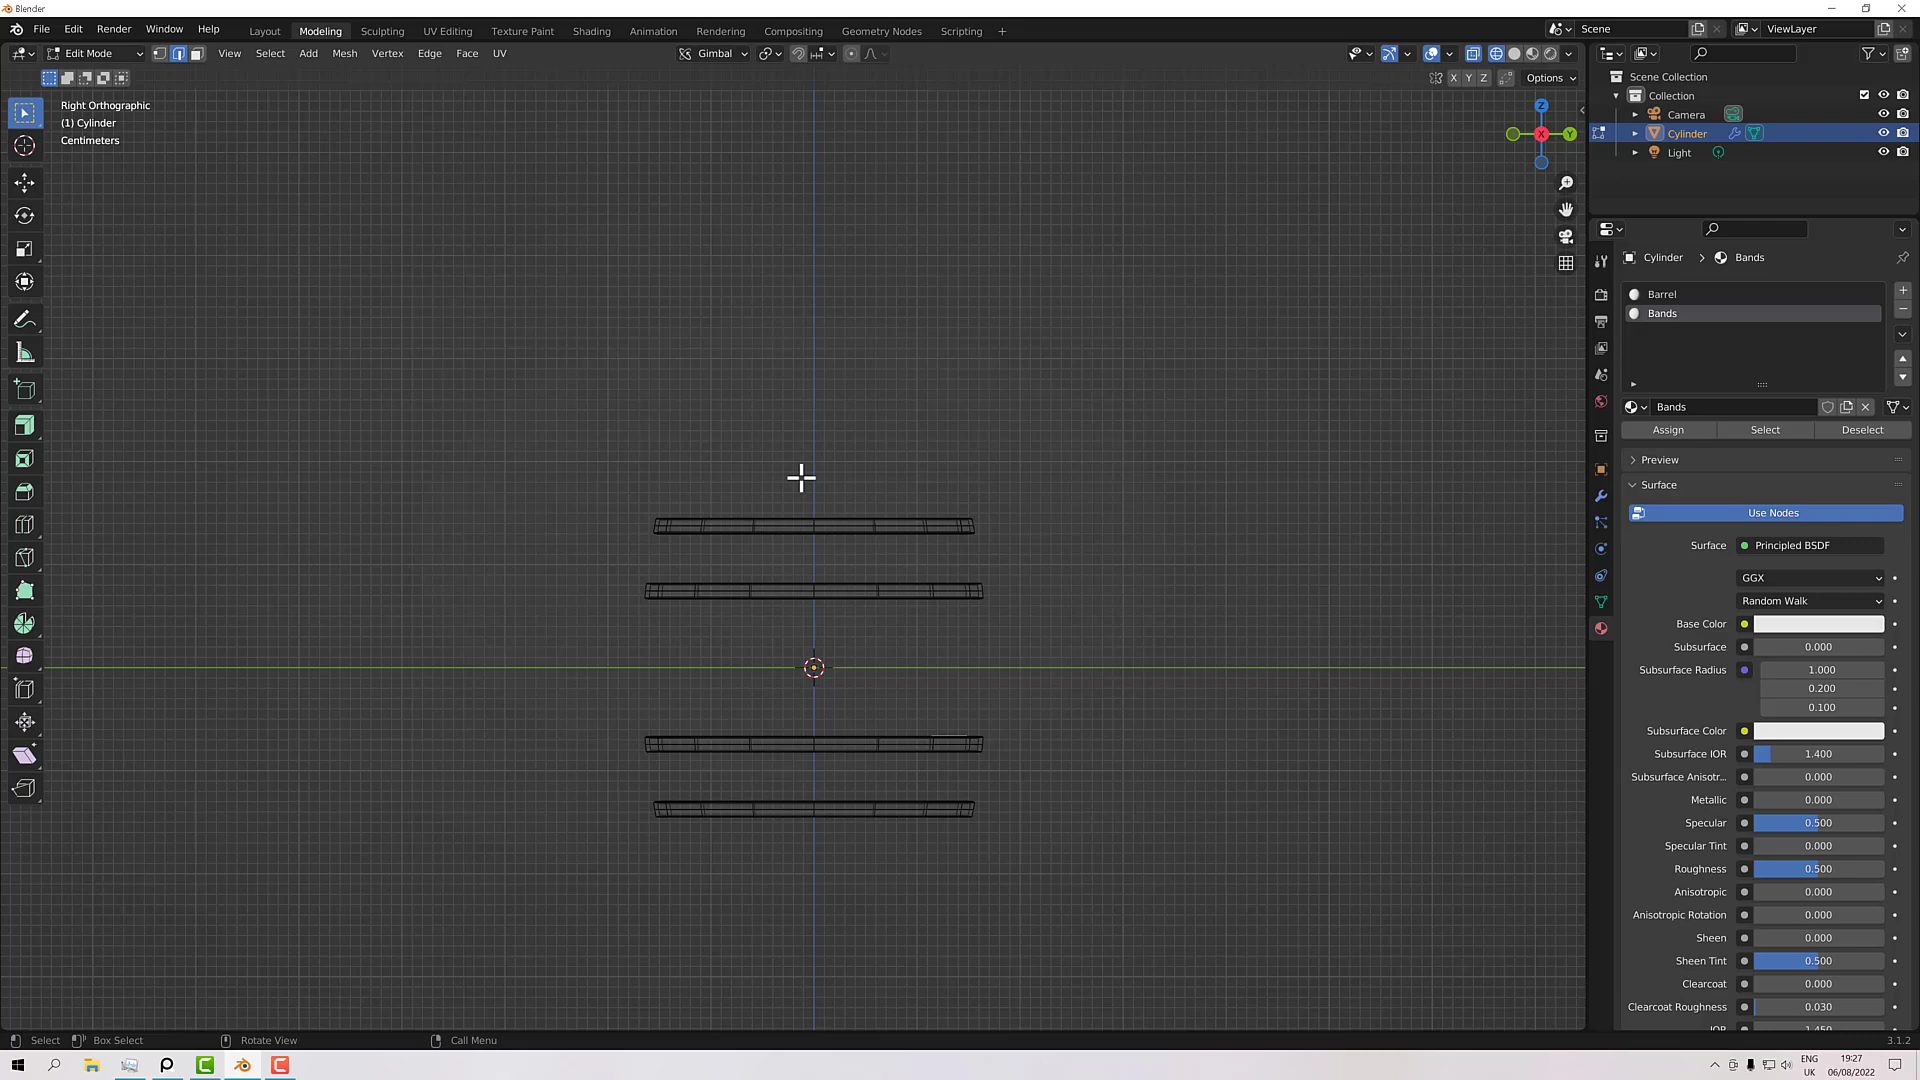 Blender
File Edit Render Window Help Layout Modeling Sculpting UV Editing Texture Paint Shading Animation Rendering Compositing Geometry Nodes Scripting Scene ViewLayer
Edit Mode View Select Add Mesh Vertex Edge Face UV Gimbal
X Y Z Options
Right Orthographic
(1) Cylinder
Centimeters
Z
X
Y
Scene Collection
Collection
Camera
Cylinder
Light
Cylinder Bands
Barrel
Bands
Bands
Assign Select Deselect
Preview
Surface
Use Nodes
Surface Principled BSDF
GGX
Random Walk
Base Color
Subsurface 0.000
Subsurface Radius 1.000
0.200
0.100
Subsurface Color
Subsurface IOR 1.400
Subsurface Anisotr... 0.000
Metallic 0.000
Specular 0.500
Specular Tint 0.000
Roughness 0.500
Anisotropic 0.000
Anisotropic Rotation 0.000
Sheen 0.000
Sheen Tint 0.500
Clearcoat 0.000
Clearcoat Roughness 0.030
IOR 1.450
Select Box Select Rotate View Call Menu 3.1.2
ENG
UK
19:27
06/08/2022